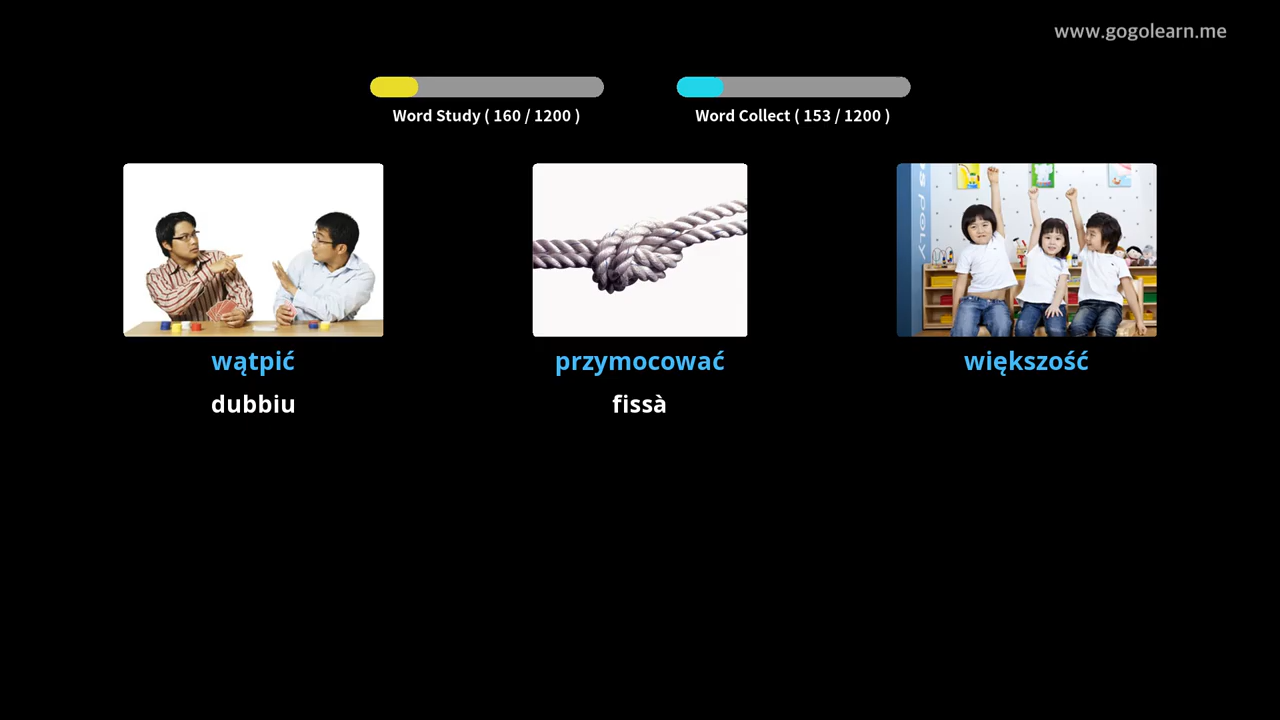 www.gogolearn.me
Word Study ( 160 / 1200 )
Word Collect ( 153 / 1200 )
wątpić
przymocować
większość
dubbiu
fissà